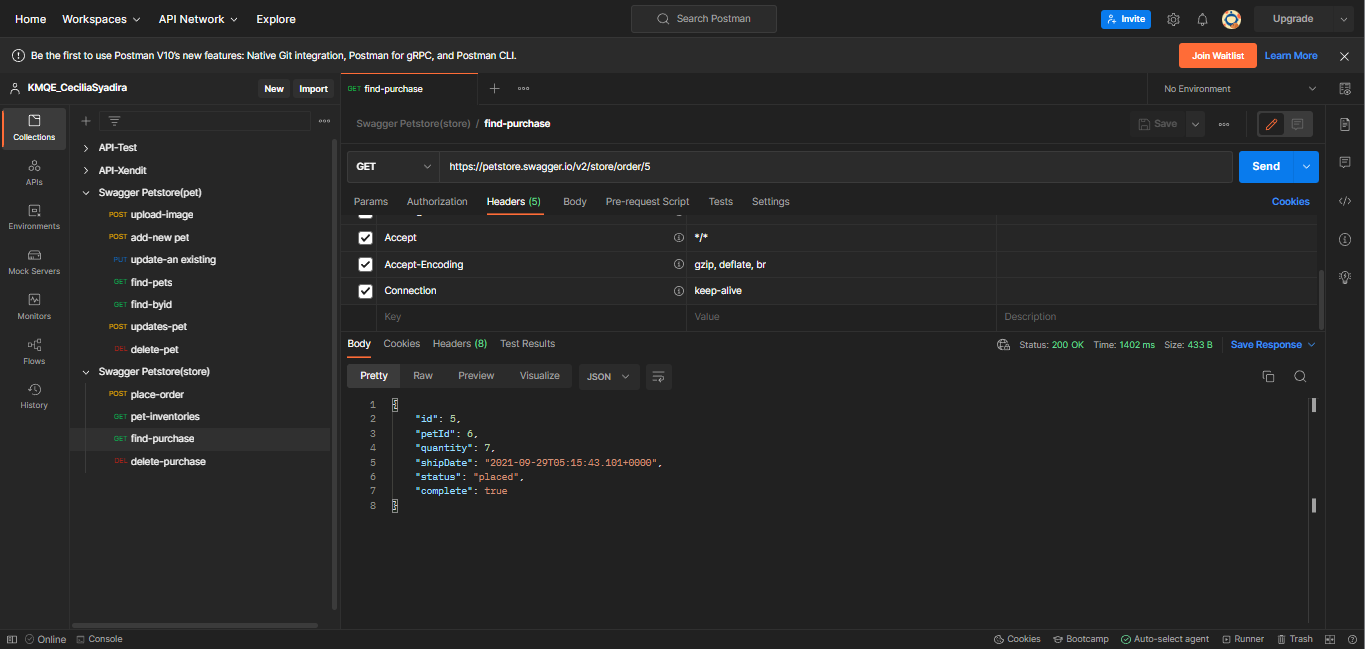 Home Workspaces API Network Explore Search Postman Invite Upgrade
Be the first to use Postman V10's new features: Native Git integration, Postman for gRPC, and Postman CLI. Join Waitlist Learn More
KMQE_CeciliaSyadira New Import GET find-purchase No Environment
Collections
APIs
Environments
Mock Servers
Monitors
Flows
History
API-Test
API-Xendit
Swagger Petstore(pet)
POST upload-image
POST add-new pet
PUT update-an existing
GET find-pets
GET find-byid
POST updates-pet
DEL delete-pet
Swagger Petstore(store)
POST place-order
GET pet-inventories
GET find-purchase
DEL delete-purchase
Swagger Petstore(store) / find-purchase Save
GET https://petstore.swagger.io/v2/store/order/5 Send
Params Authorization Headers (5) Body Pre-request Script Tests Settings Cookies
Accept */*
Accept-Encoding gzip, deflate, br
Connection keep-alive
Key Value Description
Body Cookies Headers (8) Test Results Status: 200 OK Time: 1402 ms Size: 433 B Save Response
Pretty Raw Preview Visualize JSON
1 {
2 "id": 5,
3 "petId": 6,
4 "quantity": 7,
5 "shipDate": "2021-09-29T05:15:43.101+0000",
6 "status": "placed",
7 "complete": true
8 }
Online Console Cookies Bootcamp Auto-select agent Runner Trash